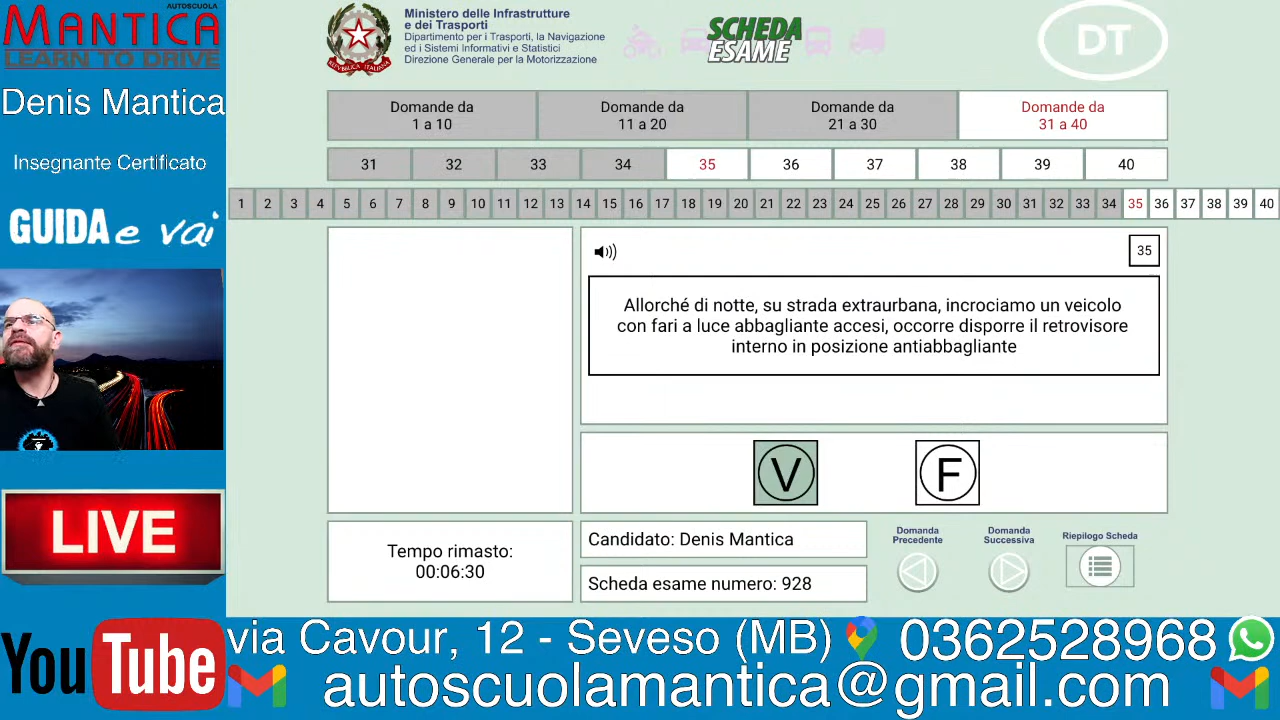 AUTOSCUOLA
MANTICA
LEARN TO DRIVE
Denis Mantica
Insegnante Certificato
GUIDA e vai
LIVE
YouTube
Ministero delle Infrastrutture
e dei Trasporti
Dipartimento per i Trasporti, la Navigazione
ed i Sistemi Informativi e Statistici
Direzione Generale per la Motorizzazione
REPVBBLICA ITALIANA
SCHEDA
ESAME
DT
Domande da
1 a 10
Domande da
11 a 20
Domande da
21 a 30
Domande da
31 a 40
31 32 33 34 35 36 37 38 39 40
1 2 3 4 5 6 7 8 9 10 11 12 13 14 15 16 17 18 19 20 21 22 23 24 25 26 27 28 29 30 31 32 33 34 35 36 37 38 39 40
35
Allorché di notte, su strada extraurbana, incrociamo un veicolo
con fari a luce abbagliante accesi, occorre disporre il retrovisore
interno in posizione antiabbagliante
V F
Tempo rimasto:
00:06:30
Candidato: Denis Mantica
Scheda esame numero: 928
Domanda
Precedente
Domanda
Successiva
Riepilogo Scheda
via Cavour, 12 - Seveso (MB) 0362528968
autoscuolamantica@gmail.com